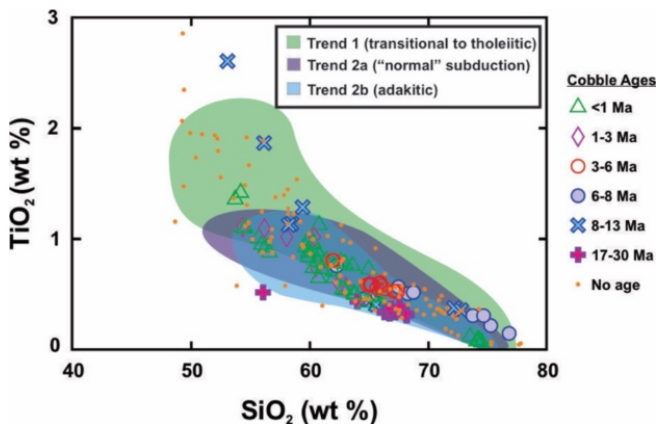 3
2
1
0
TiO2 (wt %)
Trend 1 (transitional to tholeiitic)
Trend 2a ("normal" subduction)
Trend 2b (adakitic)
40
50
60
70
80
SiO2 (wt %)
Cobble Ages
<1 Ma
1-3 Ma
3-6 Ma
6-8 Ma
8-13 Ma
17-30 Ma
No age